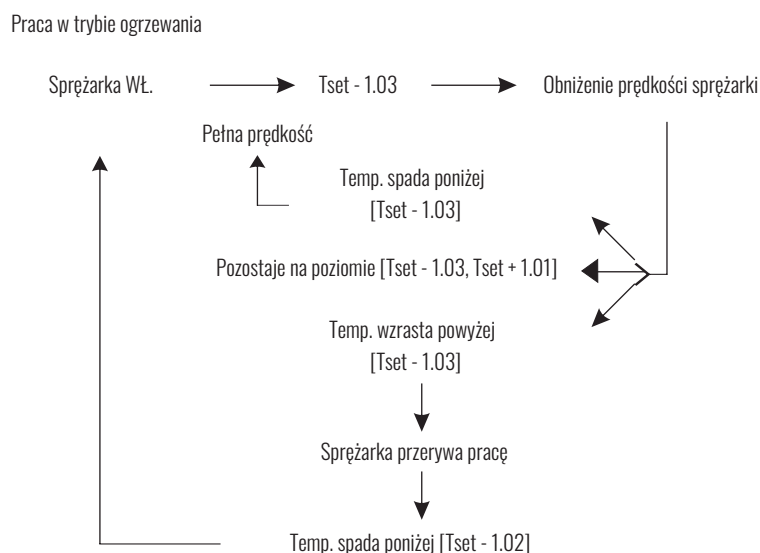 Praca w trybie ogrzewania
Sprężarka WŁ.
Tset - 1.03
Obniżenie prędkości sprężarki
Pełna prędkość
Temp. spada poniżej
[Tset - 1.03]
Pozostaje na poziomie [Tset - 1.03, Tset + 1.01]
Temp. wzrasta powyżej
[Tset - 1.03]
Sprężarka przerywa pracę
Temp. spada poniżej [Tset - 1.02]